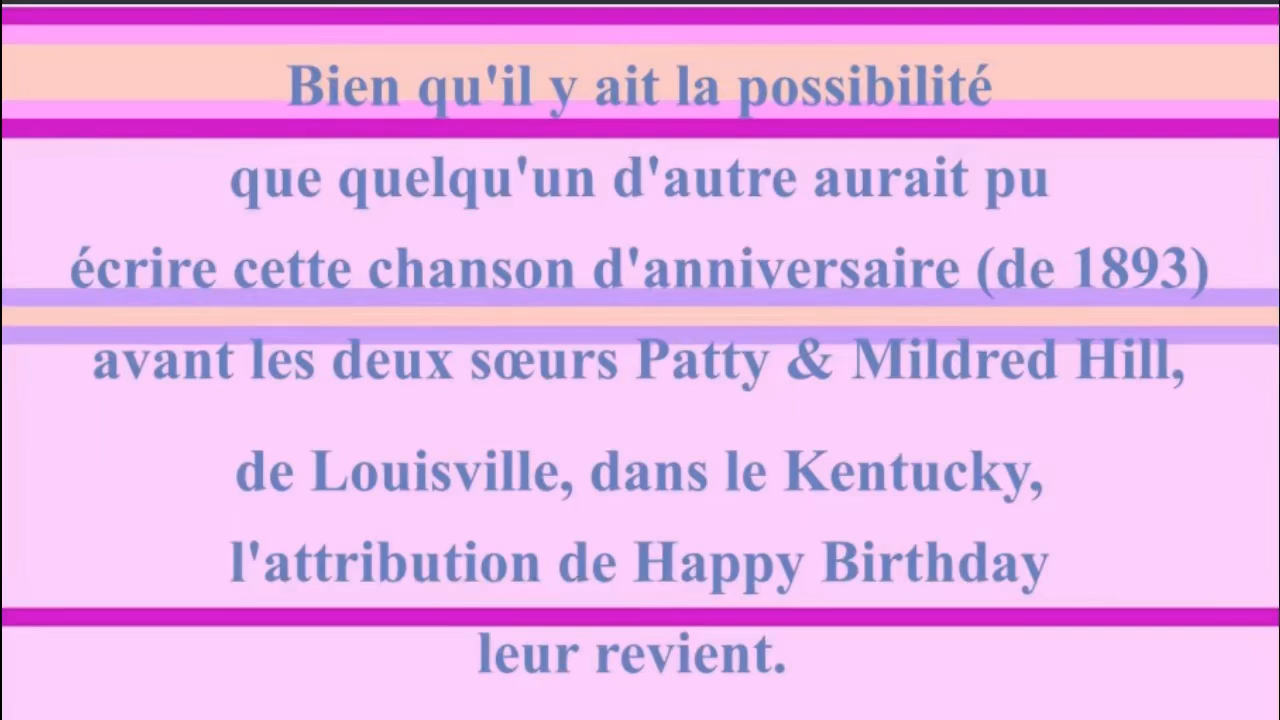 Bien qu'il y ait la possibilité
que quelqu'un d'autre aurait pu
écrire cette chanson d'anniversaire (de 1893)
avant les deux sœurs Patty & Mildred Hill,
de Louisville, dans le Kentucky,
l'attribution de Happy Birthday
leur revient.